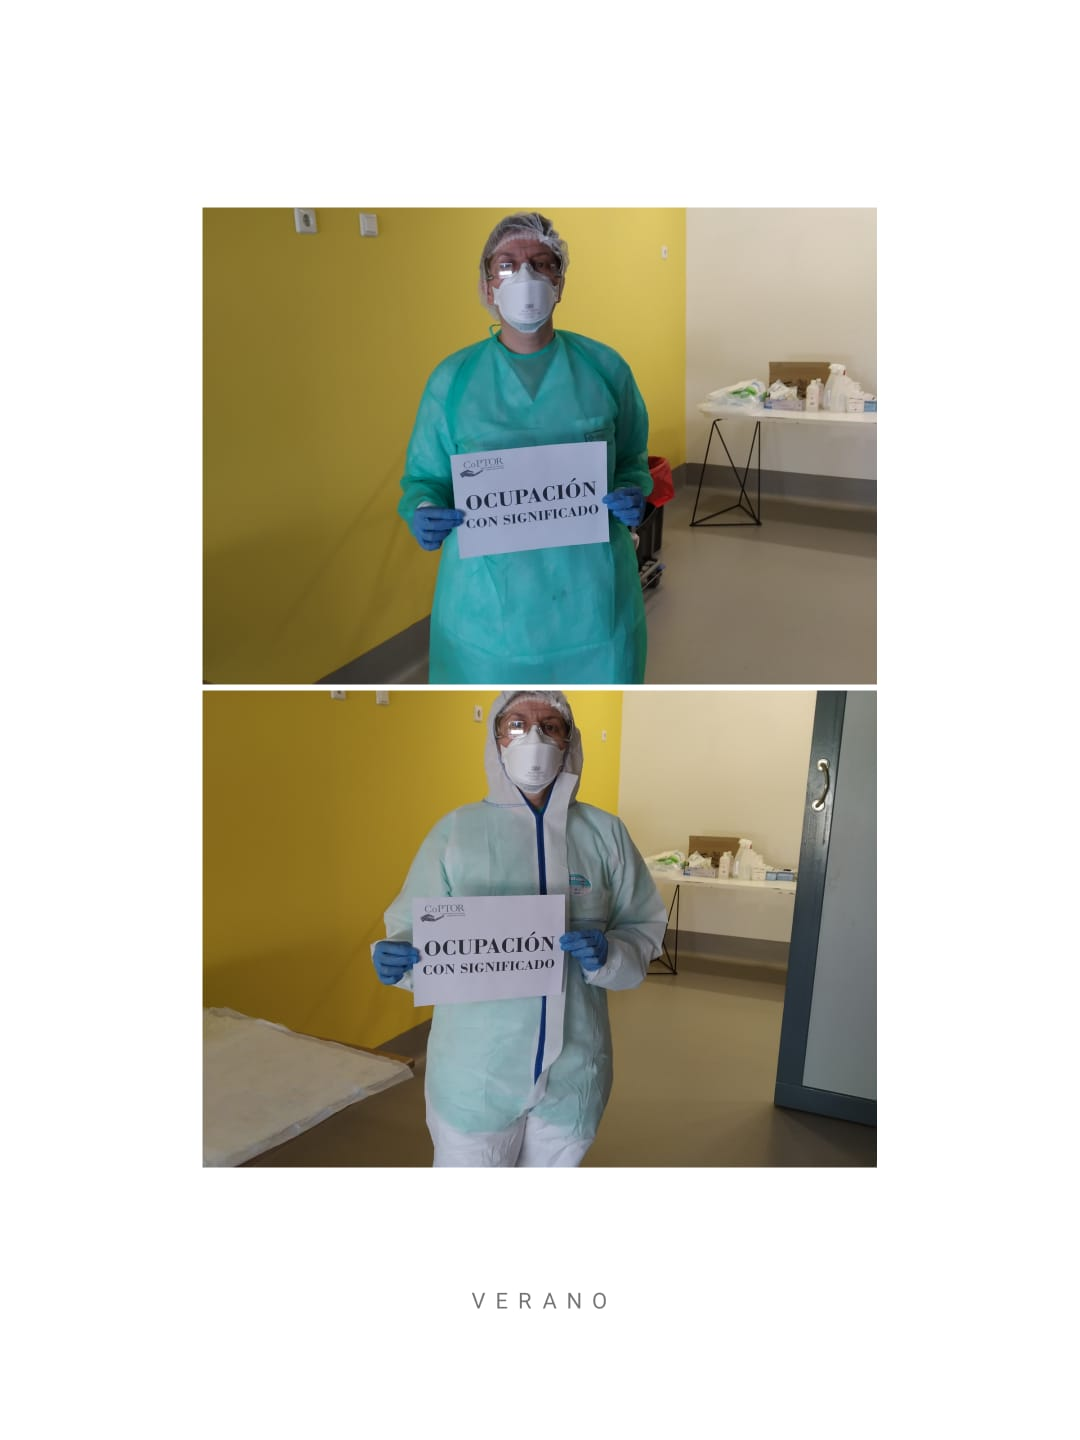 CoPTOR
OCUPACIÓN
CON SIGNIFICADO
CoPTOR
OCUPACIÓN
CON SIGNIFICADO
VERANO